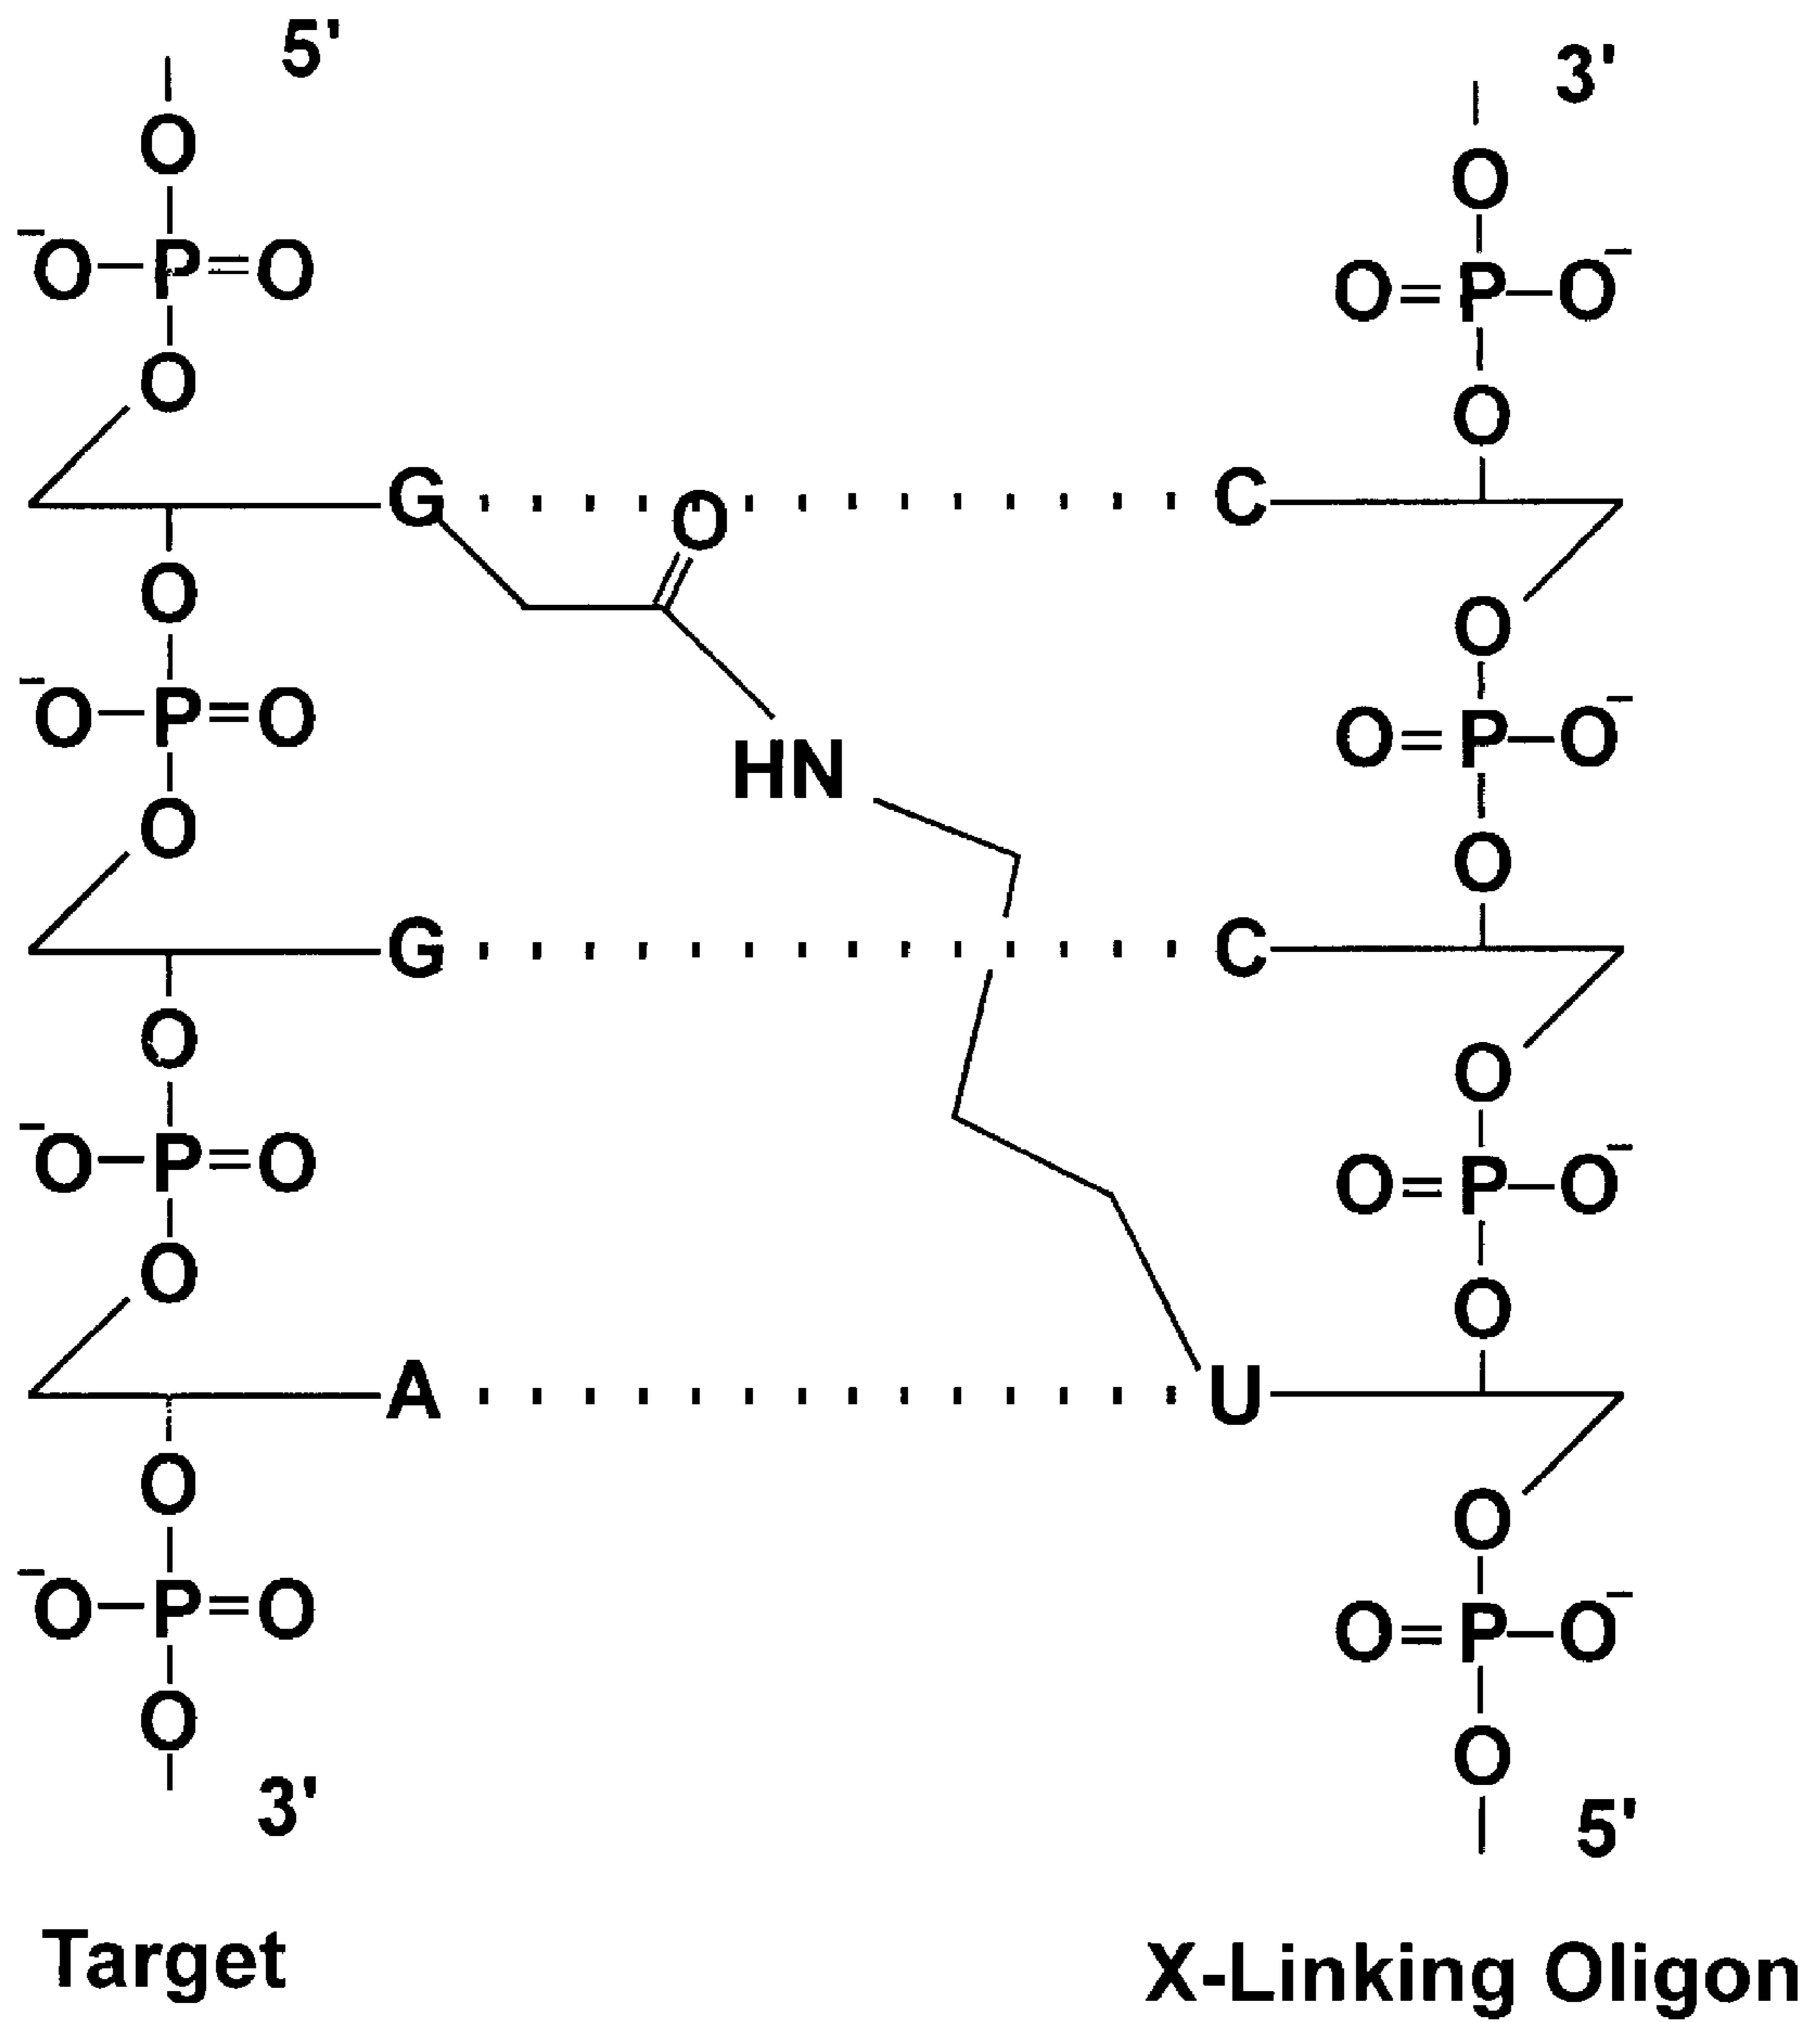 5' 3'
O O
⁻O–P=O O=P–O⁻
O O
G O C
O O
⁻O–P=O HN O=P–O⁻
O O
G C
O O
⁻O–P=O O=P–O⁻
O O
A U
O O
⁻O–P=O O=P–O⁻
O O
3' 5'
Target X-Linking Oligon